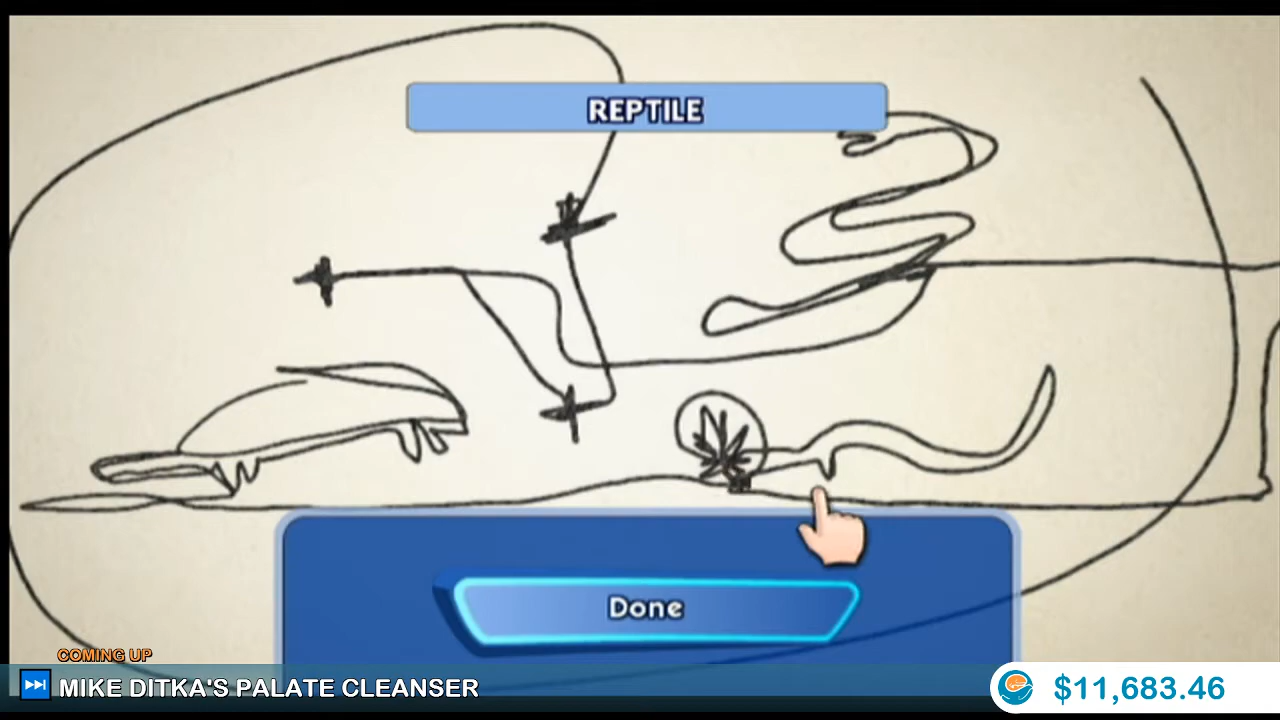 REPTILE
Done
COMING UP
MIKE DITKA'S PALATE CLEANSER
$11,683.46